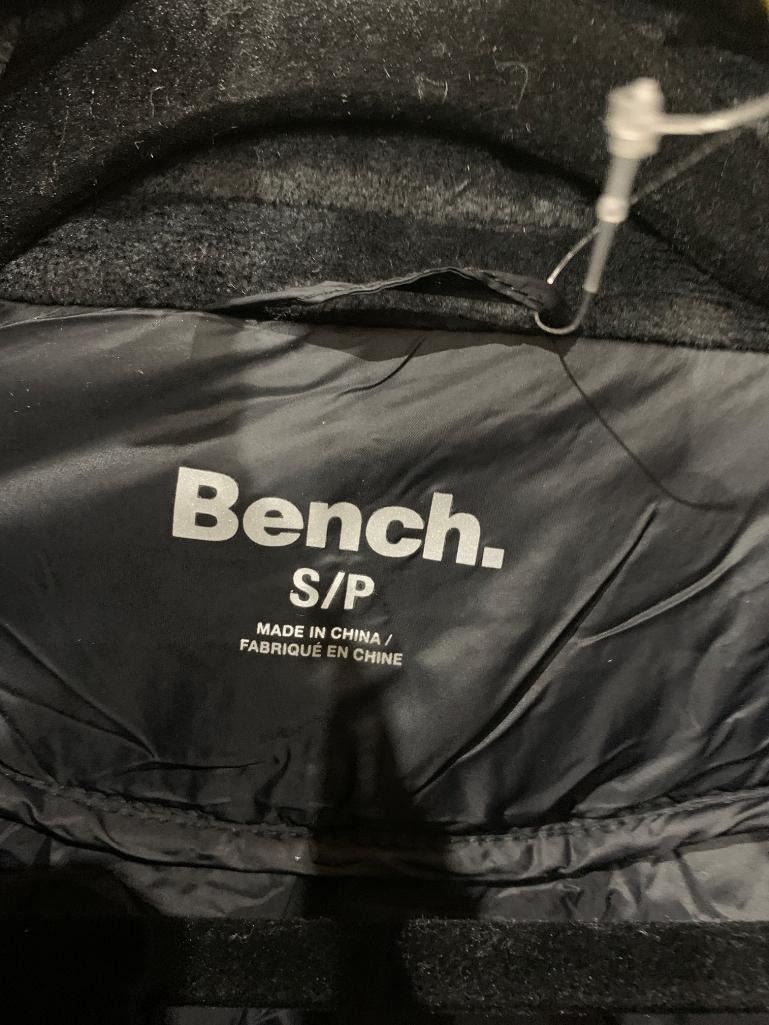 Bench.
S/P
MADE IN CHINA /
FABRIQUÉ EN CHINE